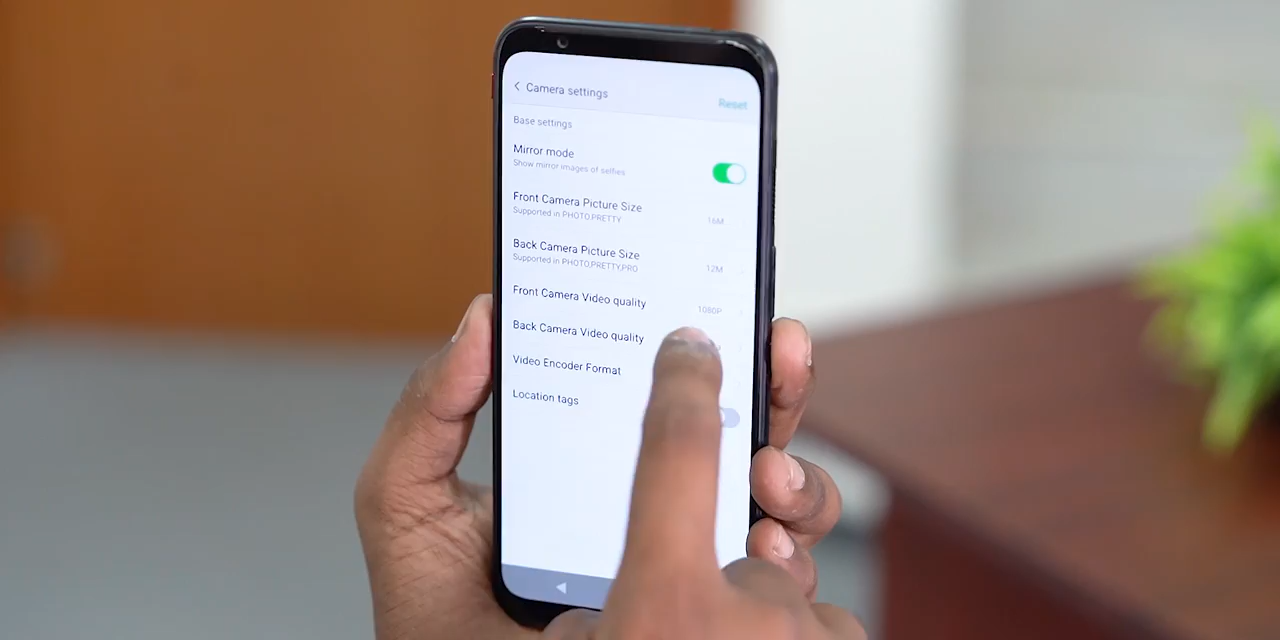 Camera settings
Reset
Base settings
Mirror mode
Show mirror images of selfies
Front Camera Picture Size
Supported in PHOTO,PRETTY
16M
Back Camera Picture Size
Supported in PHOTO,PRETTY,PRO
12M
Front Camera Video quality
1080P
Back Camera Video quality
Video Encoder Format
Location tags